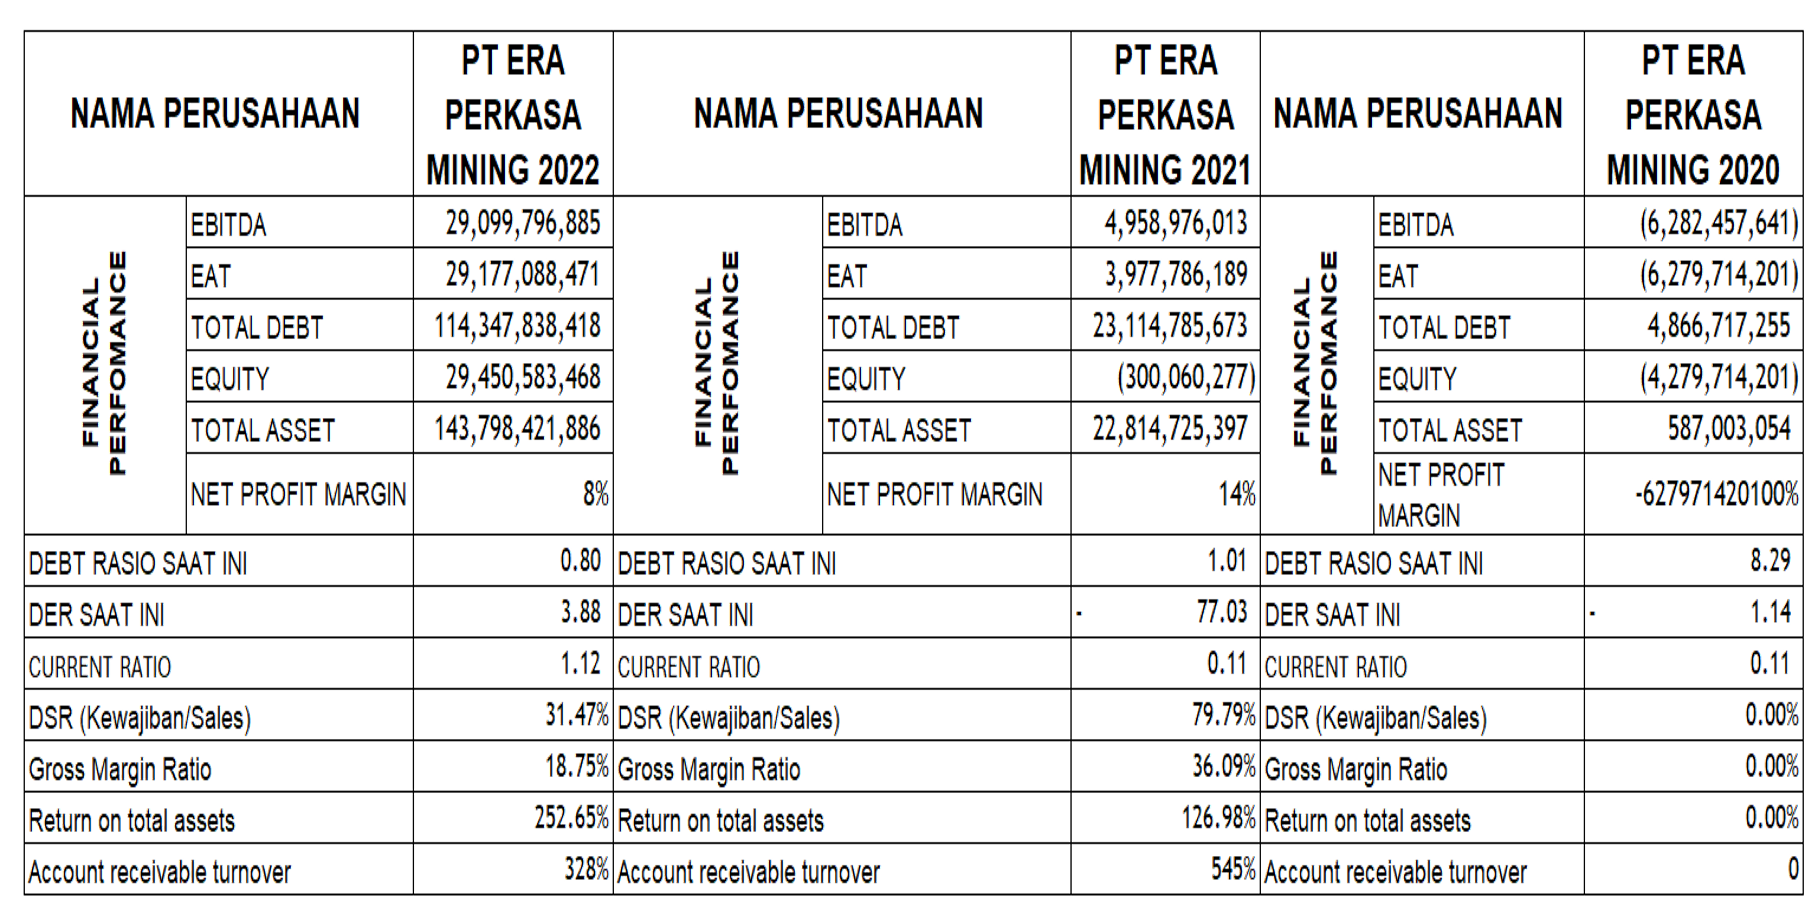 NAMA PERUSAHAAN PT ERA PERKASA MINING 2022 NAMA PERUSAHAAN PT ERA PERKASA MINING 2021 NAMA PERUSAHAAN PT ERA PERKASA MINING 2020
FINANCIAL PERFOMANCE EBITDA 29,099,796,885 FINANCIAL PERFOMANCE EBITDA 4,958,976,013 FINANCIAL PERFOMANCE EBITDA (6,282,457,641)
EAT 29,177,088,471 EAT 3,977,786,189 EAT (6,279,714,201)
TOTAL DEBT 114,347,838,418 TOTAL DEBT 23,114,785,673 TOTAL DEBT 4,866,717,255
EQUITY 29,450,583,468 EQUITY (300,060,277) EQUITY (4,279,714,201)
TOTAL ASSET 143,798,421,886 TOTAL ASSET 22,814,725,397 TOTAL ASSET 587,003,054
NET PROFIT MARGIN 8% NET PROFIT MARGIN 14% NET PROFIT MARGIN -627971420100%
DEBT RASIO SAAT INI 0.80 DEBT RASIO SAAT INI 1.01 DEBT RASIO SAAT INI 8.29
DER SAAT INI 3.88 DER SAAT INI - 77.03 DER SAAT INI - 1.14
CURRENT RATIO 1.12 CURRENT RATIO 0.11 CURRENT RATIO 0.11
DSR (Kewajiban/Sales) 31.47% DSR (Kewajiban/Sales) 79.79% DSR (Kewajiban/Sales) 0.00%
Gross Margin Ratio 18.75% Gross Margin Ratio 36.09% Gross Margin Ratio 0.00%
Return on total assets 252.65% Return on total assets 126.98% Return on total assets 0.00%
Account receivable turnover 328% Account receivable turnover 545% Account receivable turnover 0